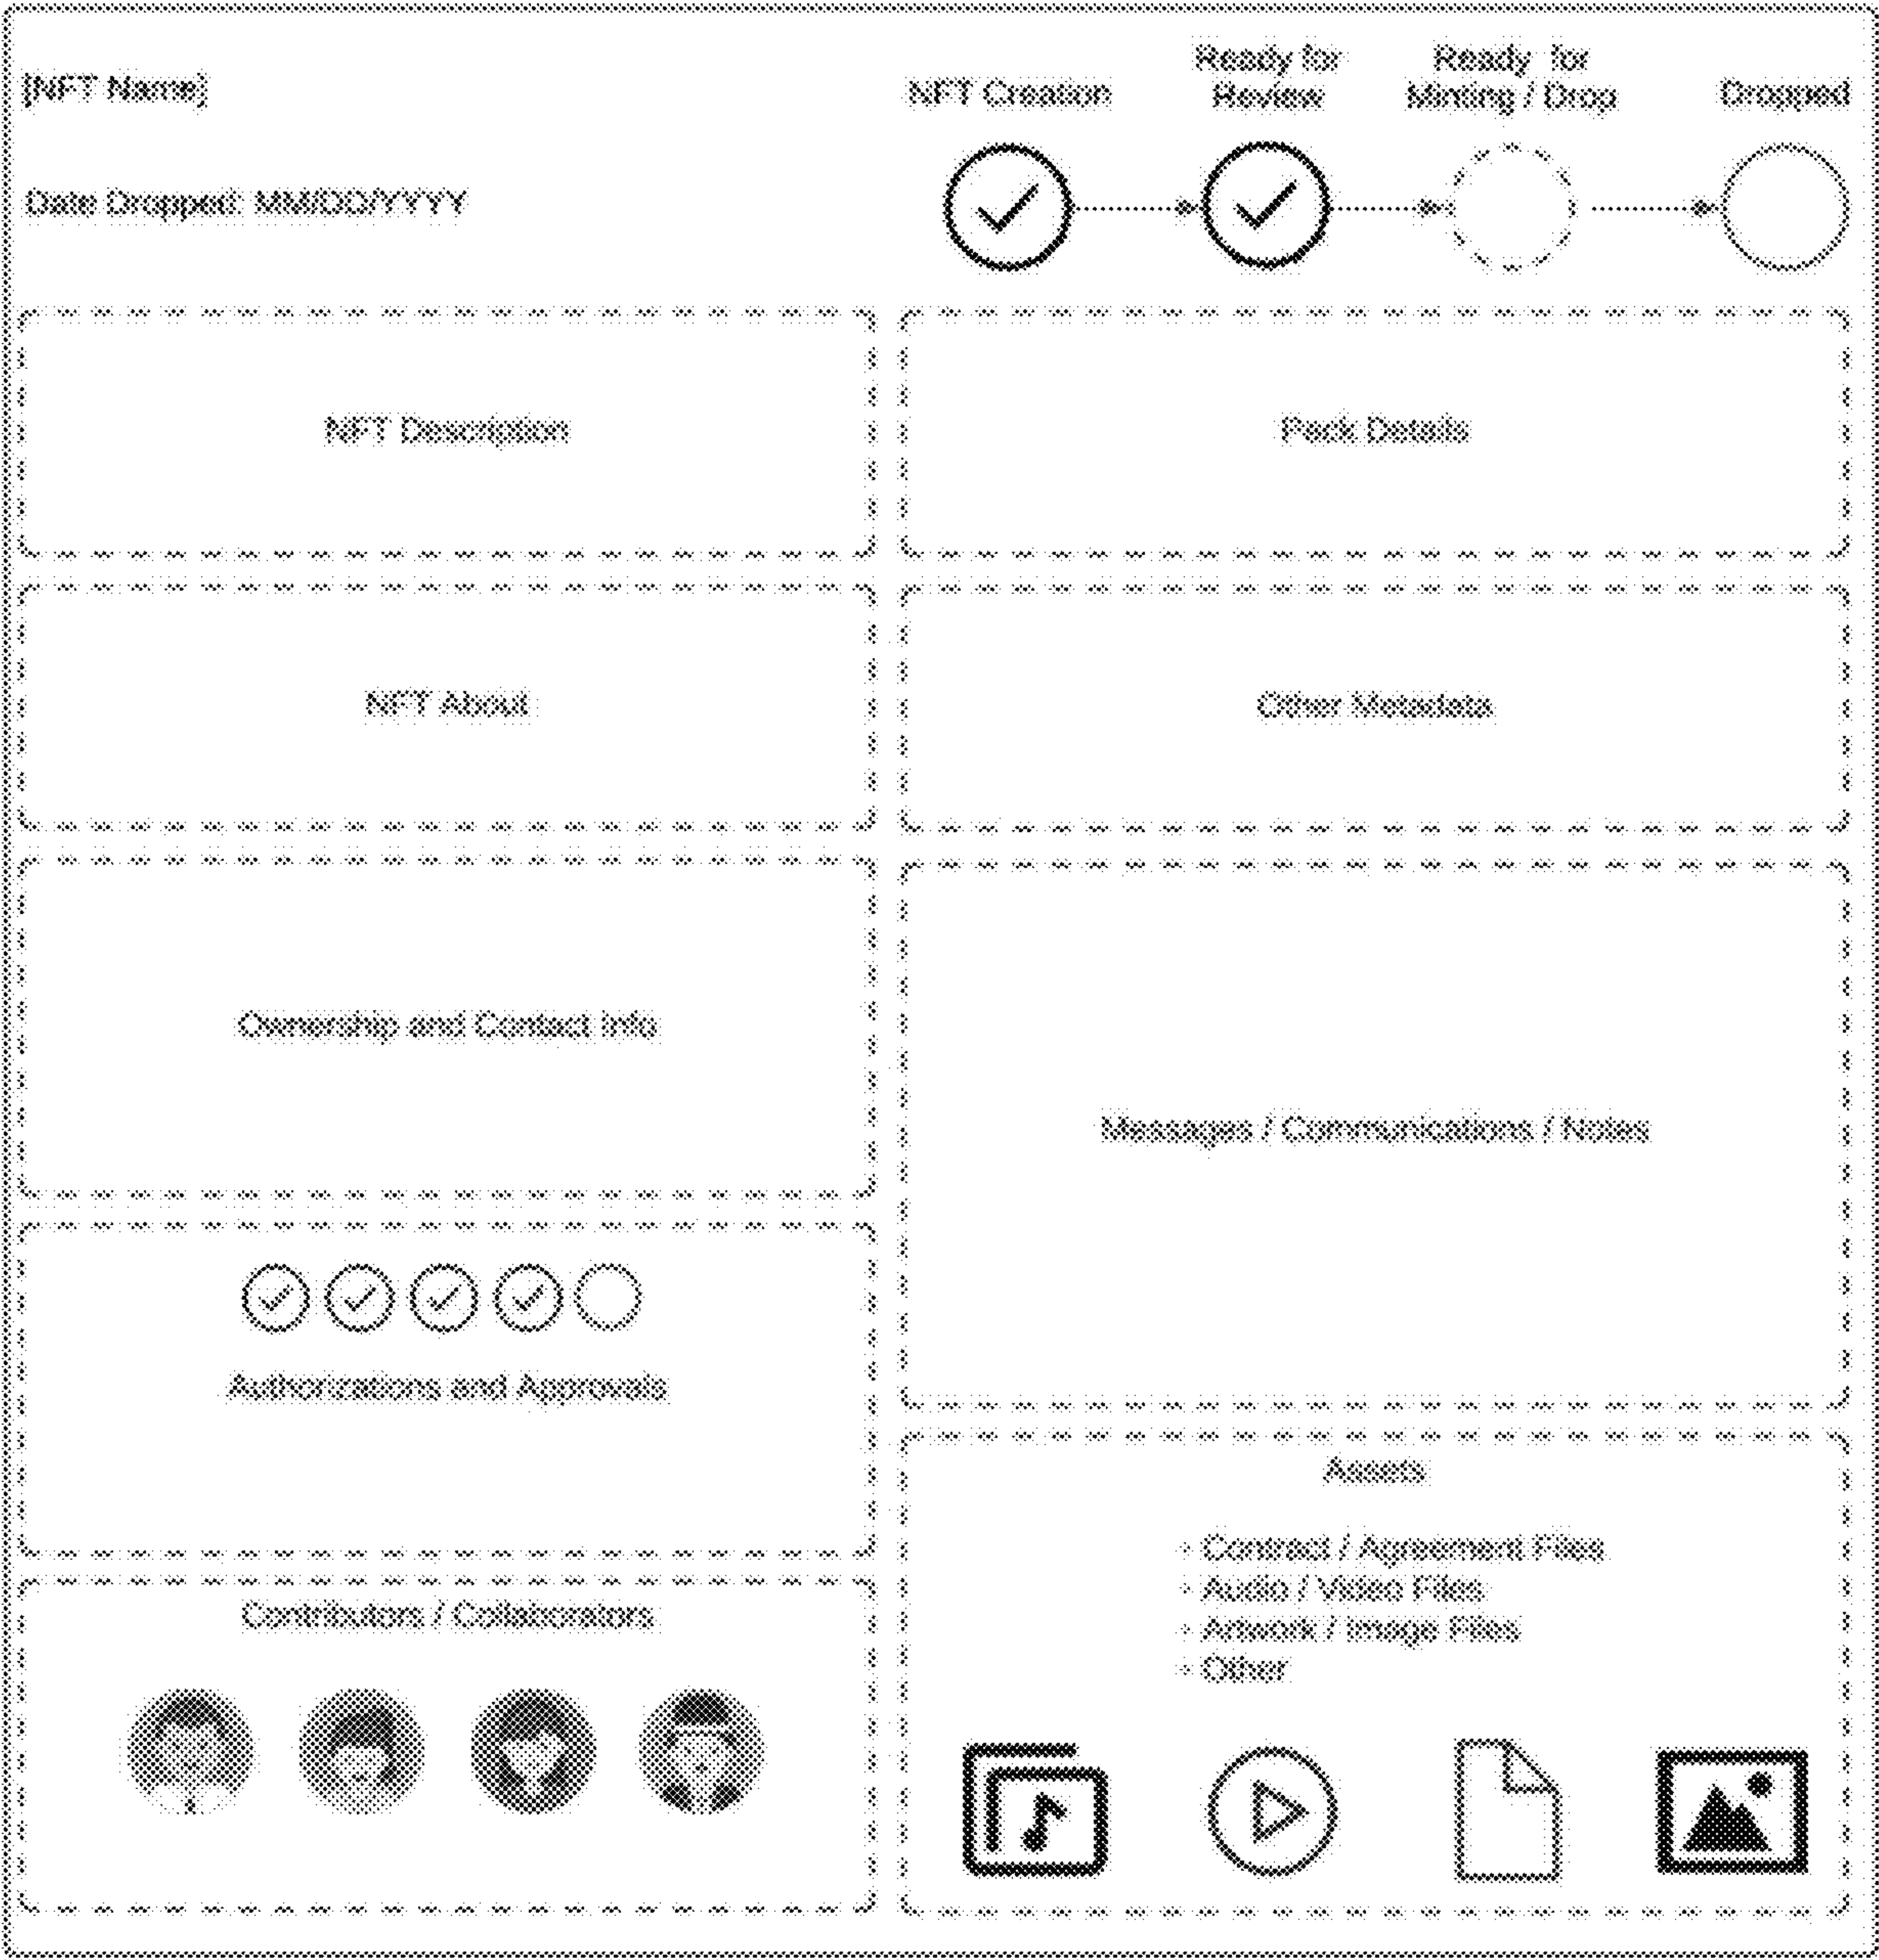 [NFT Name]
Date Dropped: MM/DD/YYYY
NFT Creation
Ready for
Review
Ready for
Minting / Drop
Dropped
NFT Description
Pack Details
NFT About
Other Metadata
Ownership and Contact Info
Messages / Communications / Notes
Authorizations and Approvals
Contributors / Collaborators
Assets
Contract / Agreement Files
Audio / Video Files
Artwork / Image Files
Other